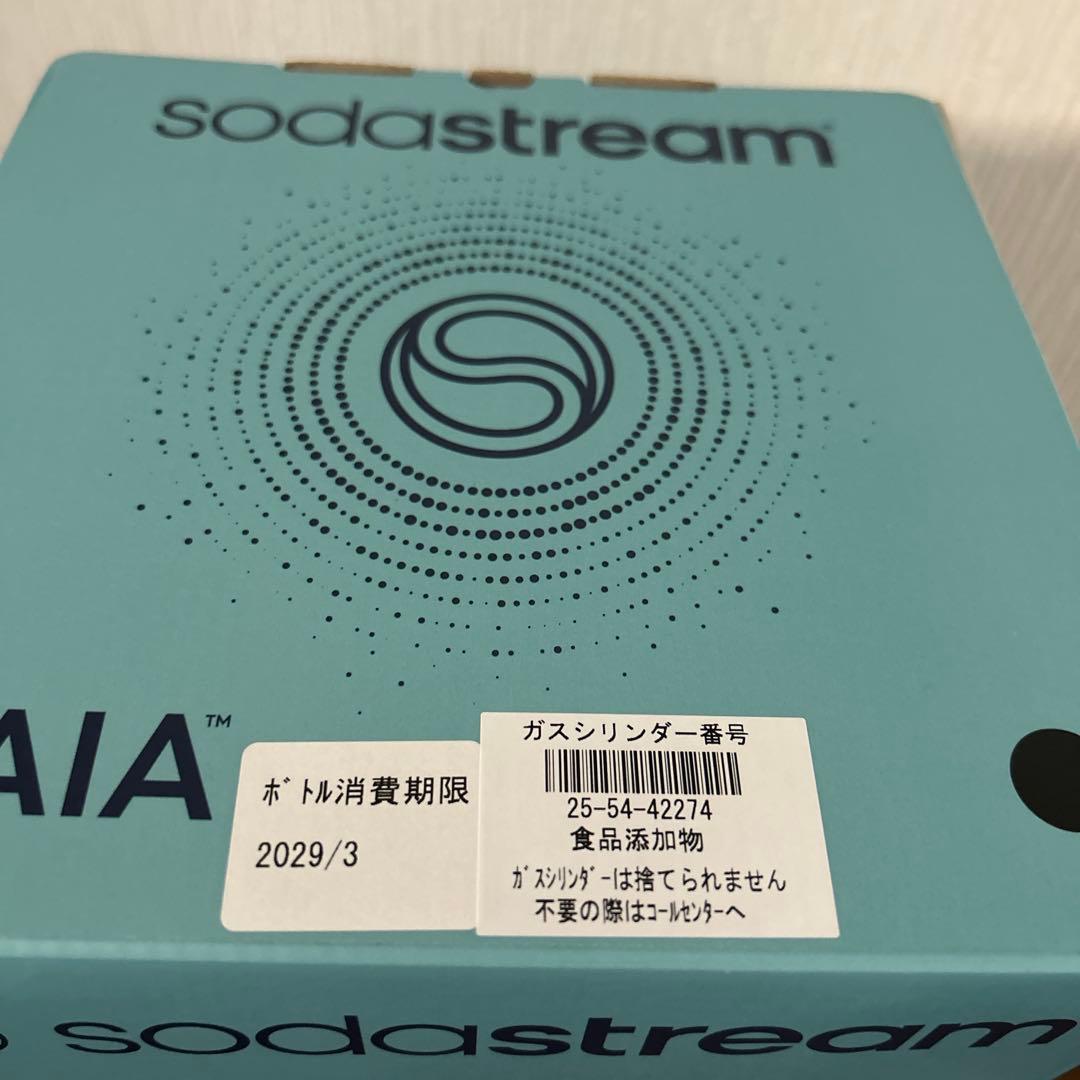 sodastream
AIA™
ボトル消費期限
2029/3
ガスシリンダー番号
25-54-42274
食品添加物
ガスシリンダーは捨てられません
不要の際はコールセンターへ
sodastream